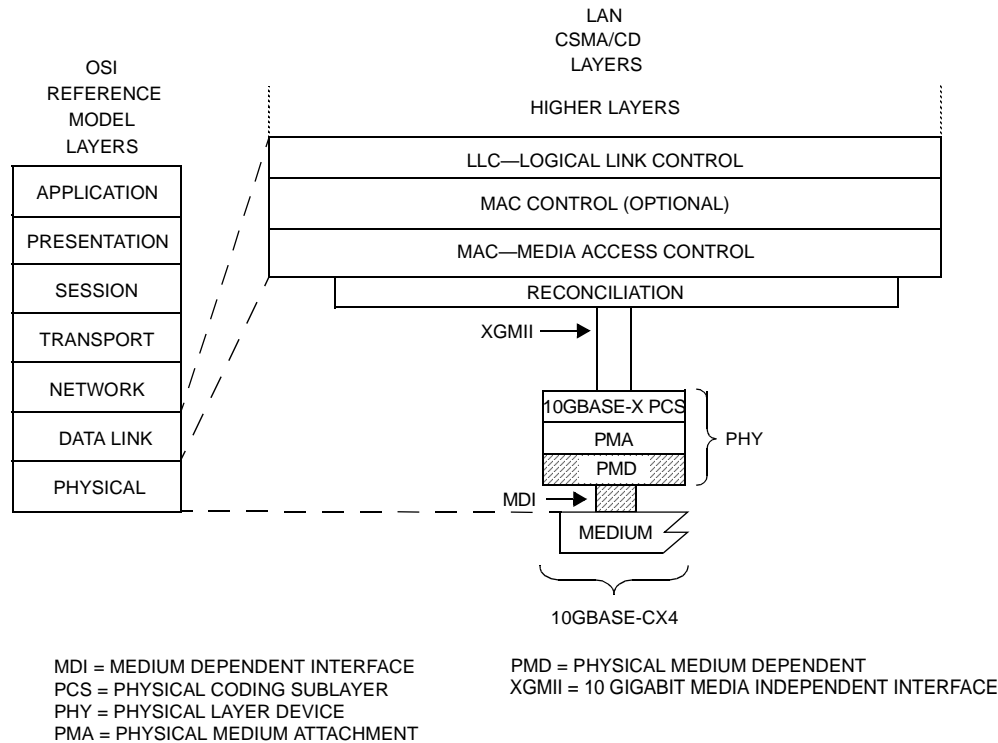 LAN
CSMA/CD
LAYERS
OSI
REFERENCE
MODEL
LAYERS
HIGHER LAYERS
LLC—LOGICAL LINK CONTROL
MAC CONTROL (OPTIONAL)
MAC—MEDIA ACCESS CONTROL
RECONCILIATION
APPLICATION
PRESENTATION
SESSION
TRANSPORT
NETWORK
DATA LINK
PHYSICAL
XGMII
10GBASE-X PCS
PMA
PMD
PHY
MDI
MEDIUM
10GBASE-CX4
MDI = MEDIUM DEPENDENT INTERFACE
PCS = PHYSICAL CODING SUBLAYER
PHY = PHYSICAL LAYER DEVICE
PMA = PHYSICAL MEDIUM ATTACHMENT
PMD = PHYSICAL MEDIUM DEPENDENT
XGMII = 10 GIGABIT MEDIA INDEPENDENT INTERFACE